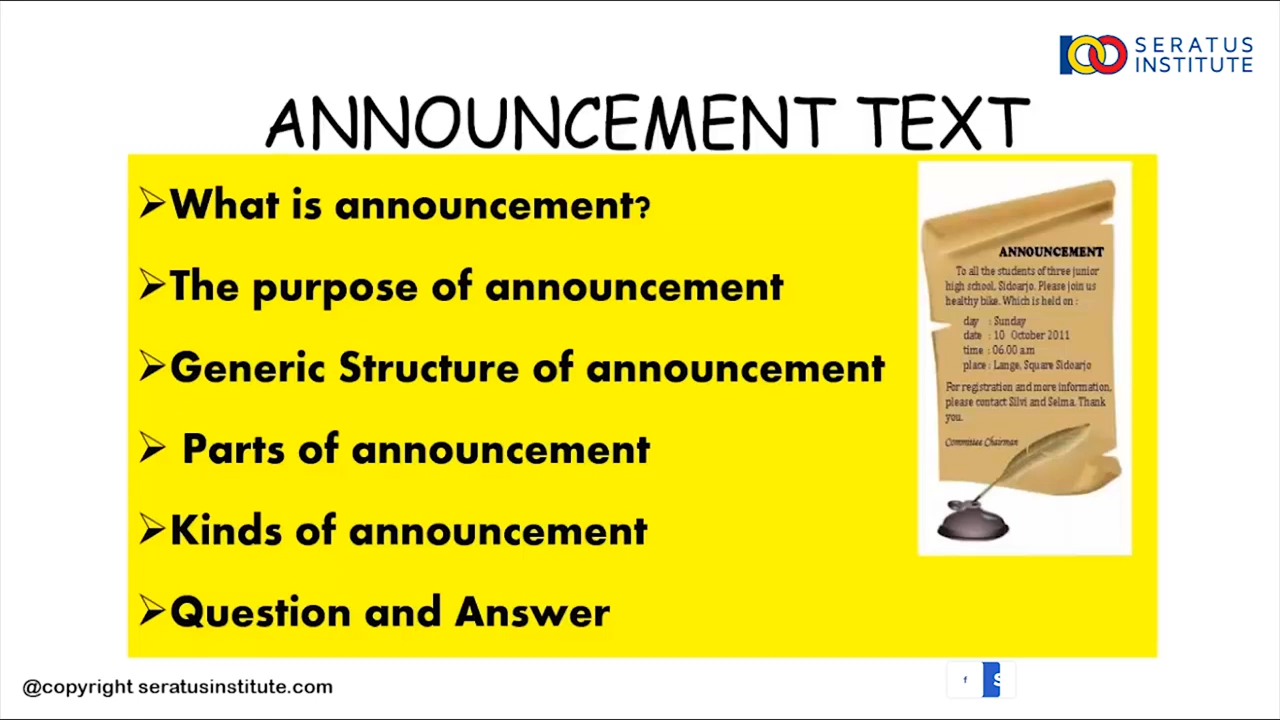 SERATUS
INSTITUTE
ANNOUNCEMENT TEXT
What is announcement?
The purpose of announcement
Generic Structure of announcement
Parts of announcement
Kinds of announcement
Question and Answer
ANNOUNCEMENT
To all the students of three junior
high school, Sidoarjo. Please join us
healthy bike. Which is held on :
day : Sunday
date : 10 October 2011
time : 06.00 a.m
place : Lange, Square Sidoarjo
For registration and more information,
please contact Silvi and Selma. Thank
you.
Committee Chairman
@copyright seratusinstitute.com
f S